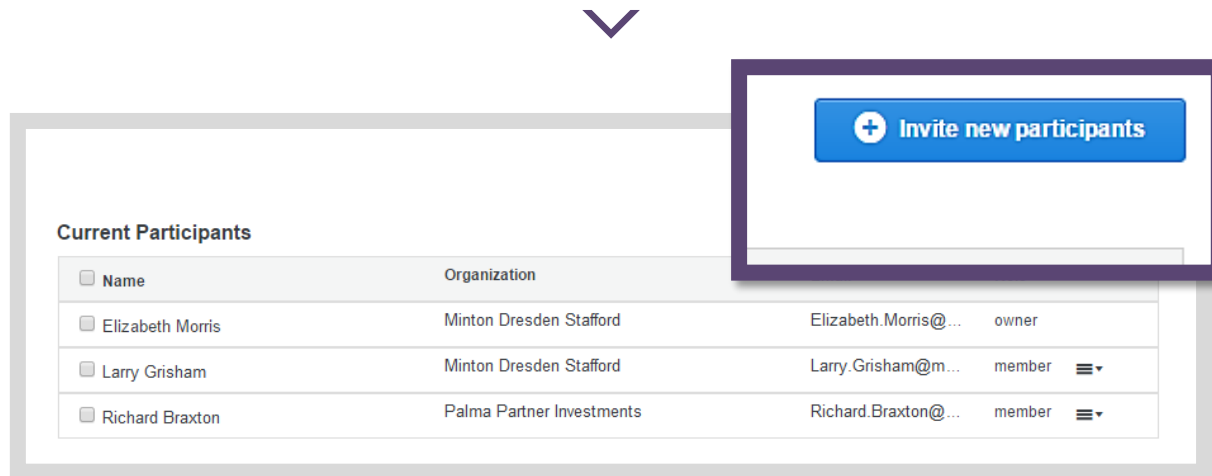 Invite new participants
Current Participants
Name Organization
Elizabeth Morris Minton Dresden Stafford Elizabeth.Morris@... owner
Larry Grisham Minton Dresden Stafford Larry.Grisham@m... member
Richard Braxton Palma Partner Investments Richard.Braxton@... member